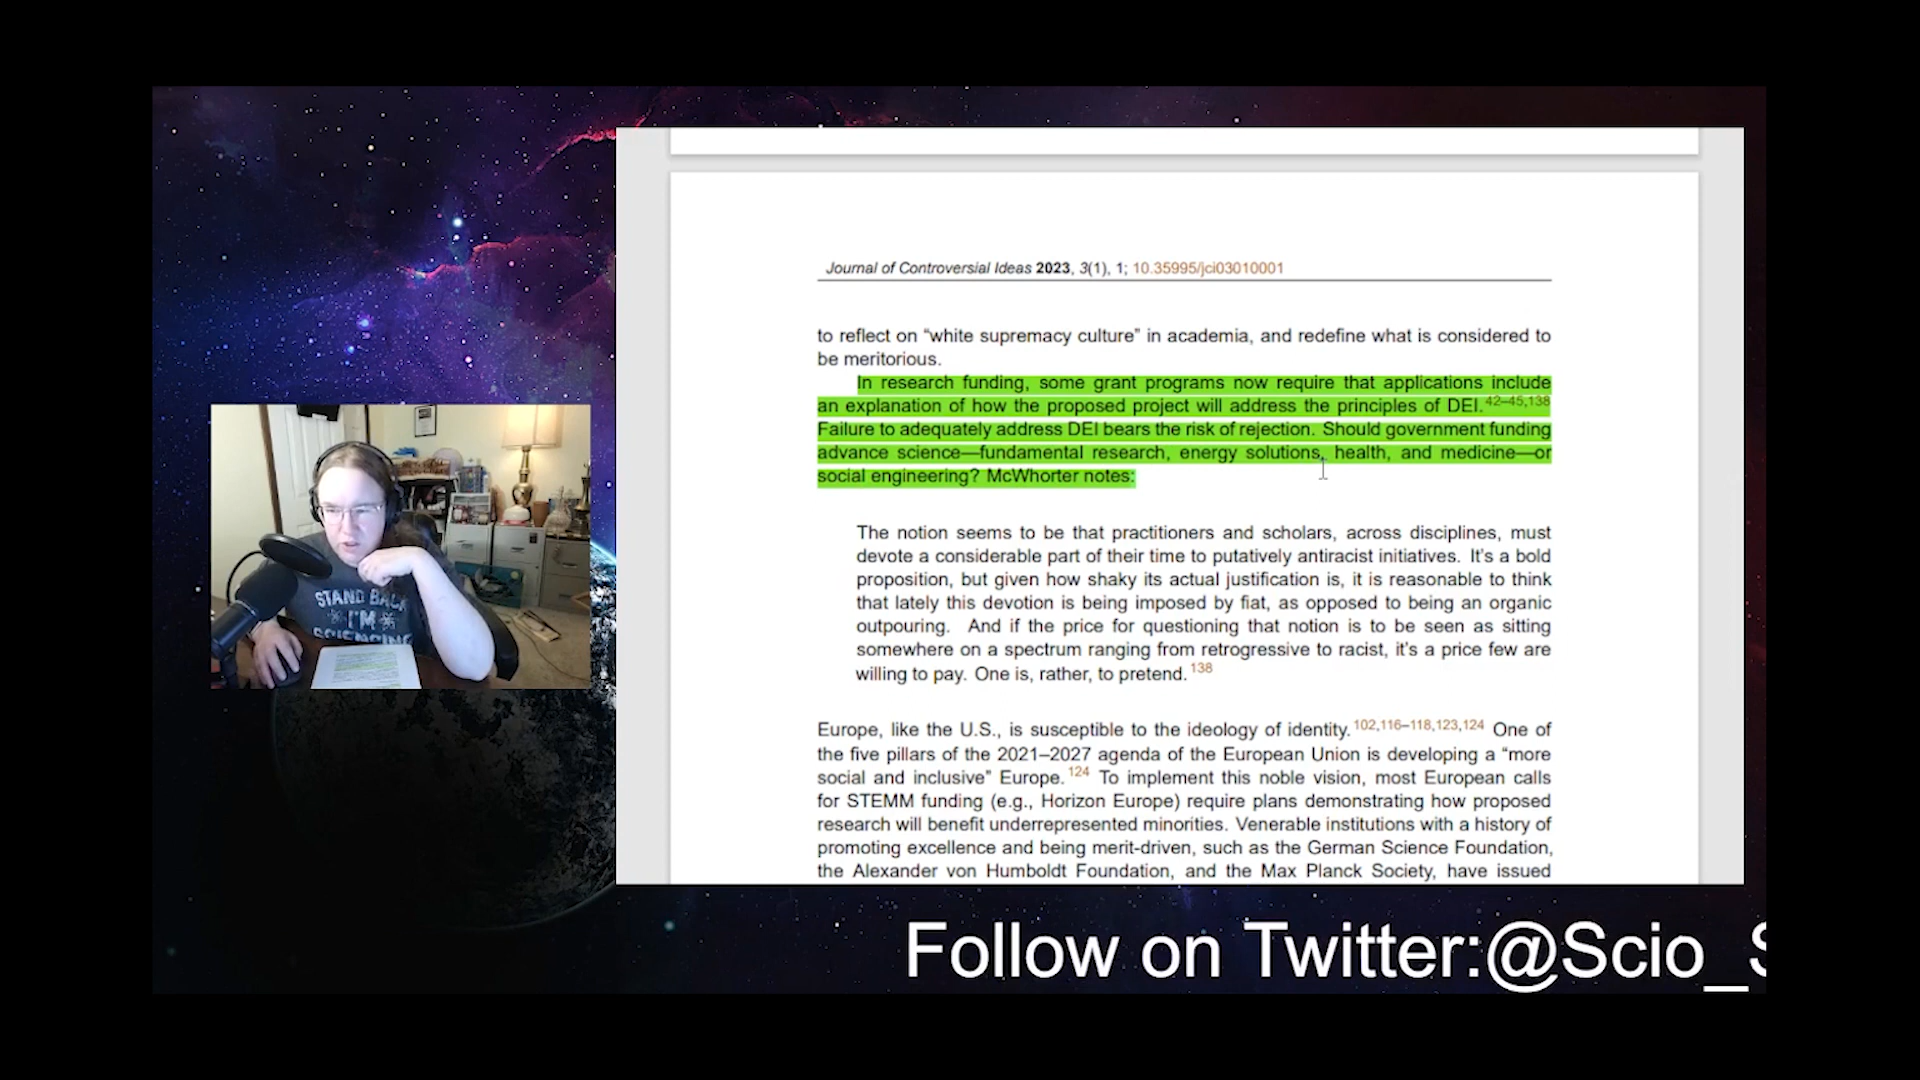 Journal of Controversial Ideas 2023, 3(1), 1; 10.35995/jci03010001
to reflect on “white supremacy culture” in academia, and redefine what is considered to
be meritorious.
In research funding, some grant programs now require that applications include
an explanation of how the proposed project will address the principles of DEI.42–45,138
Failure to adequately address DEI bears the risk of rejection. Should government funding
advance science—fundamental research, energy solutions, health, and medicine—or
social engineering? McWhorter notes:
The notion seems to be that practitioners and scholars, across disciplines, must
devote a considerable part of their time to putatively antiracist initiatives. It's a bold
proposition, but given how shaky its actual justification is, it is reasonable to think
that lately this devotion is being imposed by fiat, as opposed to being an organic
outpouring. And if the price for questioning that notion is to be seen as sitting
somewhere on a spectrum ranging from retrogressive to racist, it's a price few are
willing to pay. One is, rather, to pretend.138
Europe, like the U.S., is susceptible to the ideology of identity.102,116–118,123,124 One of
the five pillars of the 2021–2027 agenda of the European Union is developing a “more
social and inclusive” Europe.124 To implement this noble vision, most European calls
for STEMM funding (e.g., Horizon Europe) require plans demonstrating how proposed
research will benefit underrepresented minorities. Venerable institutions with a history of
promoting excellence and being merit-driven, such as the German Science Foundation,
the Alexander von Humboldt Foundation, and the Max Planck Society, have issued
STAND BACK
I'M
SCIENCING
Follow on Twitter:@Scio_S